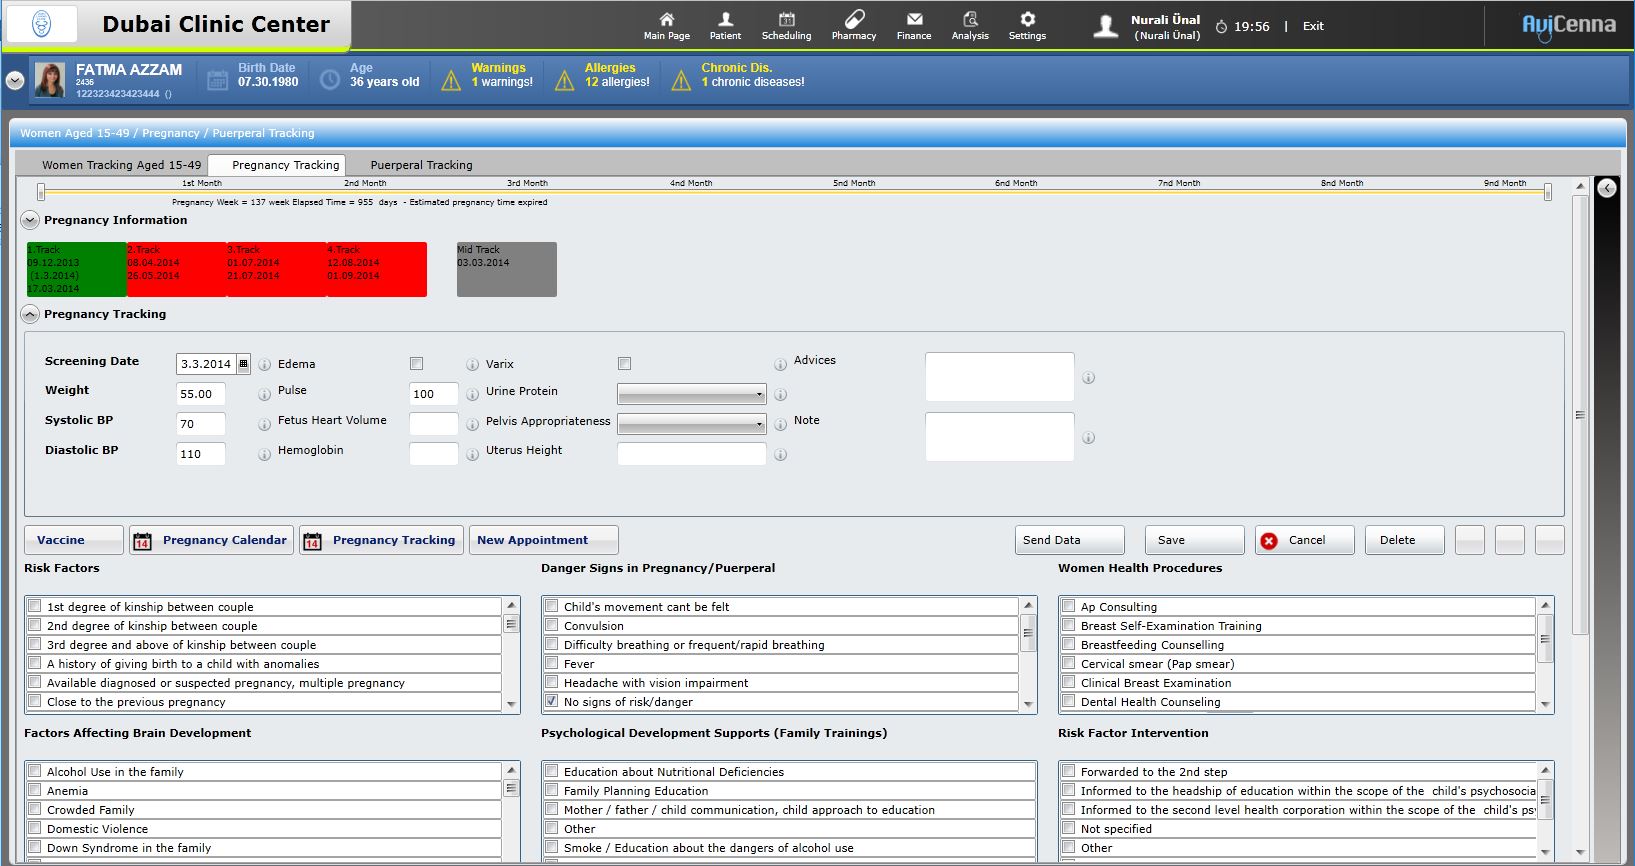 Dubai Clinic Center
Main Page Patient Scheduling Pharmacy Finance Analysis Settings
Nurali Ünal
(Nurali Ünal)
19:56 | Exit
AviCenna
FATMA AZZAM
2436
122323423423444 ()
Birth Date
07.30.1980
Age
36 years old
Warnings
1 warnings!
Allergies
12 allergies!
Chronic Dis.
1 chronic diseases!
Women Aged 15-49 / Pregnancy / Puerperal Tracking
Women Tracking Aged 15-49 Pregnancy Tracking Puerperal Tracking
1st Month 2nd Month 3rd Month 4nd Month 5nd Month 6nd Month 7nd Month 8nd Month 9nd Month
Pregnancy Week = 137 week Elapsed Time = 955 days - Estimated pregnancy time expired
Pregnancy Information
1.Track
09.12.2013
(1.3.2014)
17.03.2014
2.Track
08.04.2014
26.05.2014
3.Track
01.07.2014
21.07.2014
4.Track
12.08.2014
01.09.2014
Mid Track
03.03.2014
Pregnancy Tracking
Screening Date 3.3.2014 Edema Varix Advices
Weight 55.00 Pulse 100 Urine Protein
Systolic BP 70 Fetus Heart Volume Pelvis Appropriateness Note
Diastolic BP 110 Hemoglobin Uterus Height
Vaccine 14 Pregnancy Calendar 14 Pregnancy Tracking New Appointment Send Data Save Cancel Delete
Risk Factors
1st degree of kinship between couple
2nd degree of kinship between couple
3rd degree and above of kinship between couple
A history of giving birth to a child with anomalies
Available diagnosed or suspected pregnancy, multiple pregnancy
Close to the previous pregnancy
Danger Signs in Pregnancy/Puerperal
Child's movement cant be felt
Convulsion
Difficulty breathing or frequent/rapid breathing
Fever
Headache with vision impairment
No signs of risk/danger
Women Health Procedures
Ap Consulting
Breast Self-Examination Training
Breastfeeding Counselling
Cervical smear (Pap smear)
Clinical Breast Examination
Dental Health Counseling
Factors Affecting Brain Development
Alcohol Use in the family
Anemia
Crowded Family
Domestic Violence
Down Syndrome in the family
Psychological Development Supports (Family Trainings)
Education about Nutritional Deficiencies
Family Planning Education
Mother / father / child communication, child approach to education
Other
Smoke / Education about the dangers of alcohol use
Risk Factor Intervention
Forwarded to the 2nd step
Informed to the headship of education within the scope of the child's psychosocia
Informed to the second level health corporation within the scope of the child's psy
Not specified
Other